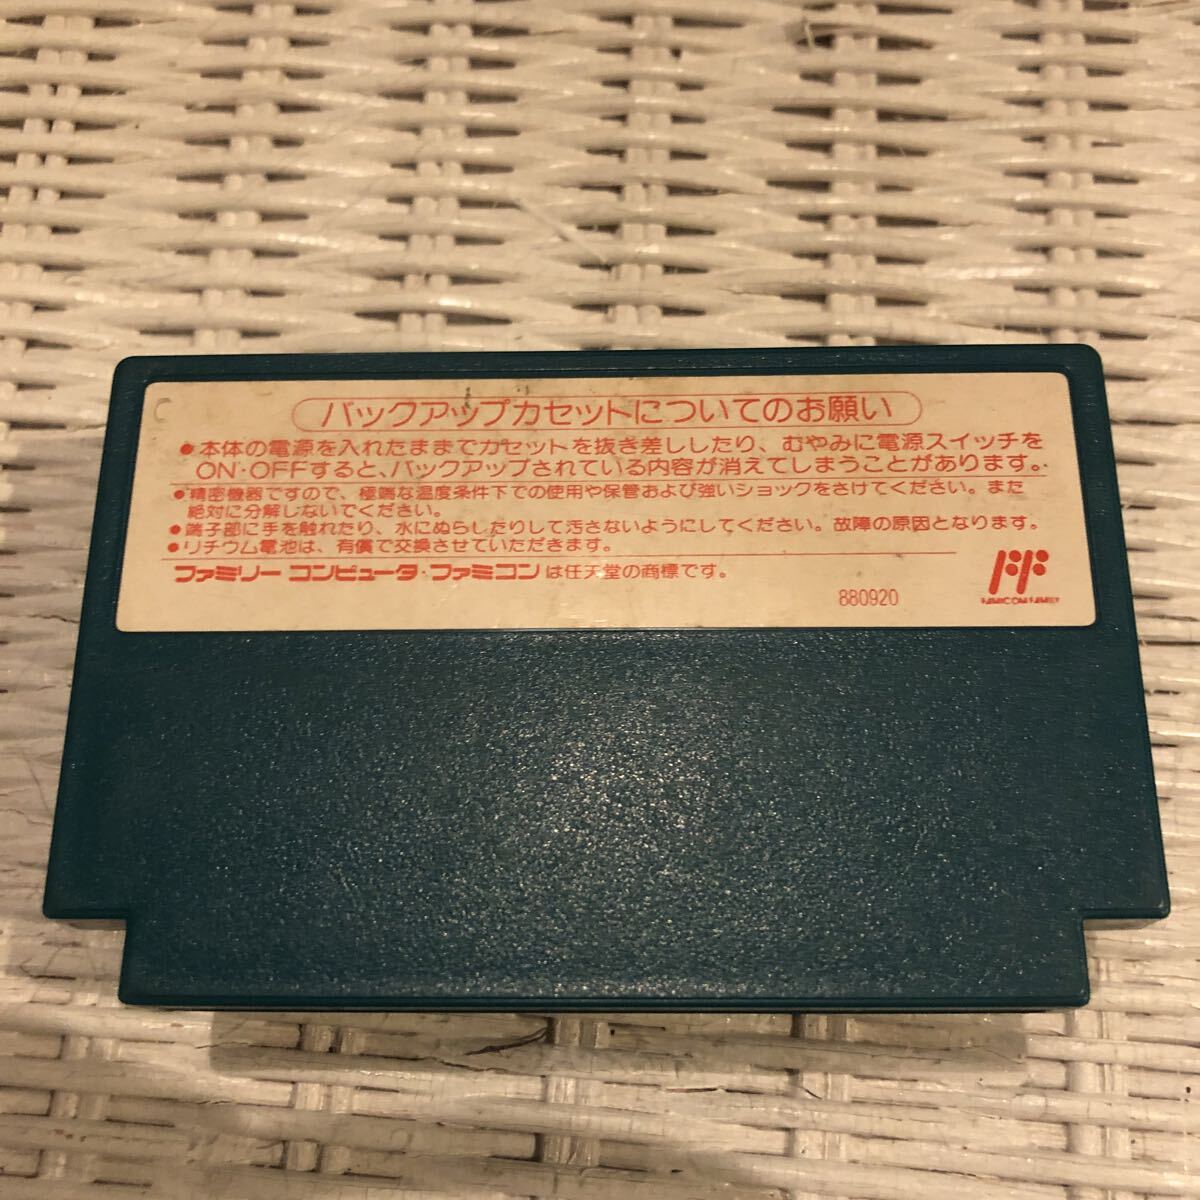 バックアップカセットについてのお願い
●本体の電源を入れたままでカセットを抜き差ししたり、むやみに電源スイッチを
ON・OFFすると、バックアップされている内容が消えてしまうことがあります。
●精密機器ですので、極端な温度条件下での使用や保管および強いショックをさけてください。また
絶対に分解しないでください。
●端子部に手を触れたり、水にぬらしたりして汚さないようにしてください。故障の原因となります。
●リチウム電池は、有償で交換させていただきます。
ファミリーコンピュータ・ファミコンは任天堂の商標です。
880920
FAMICOM FAMILY